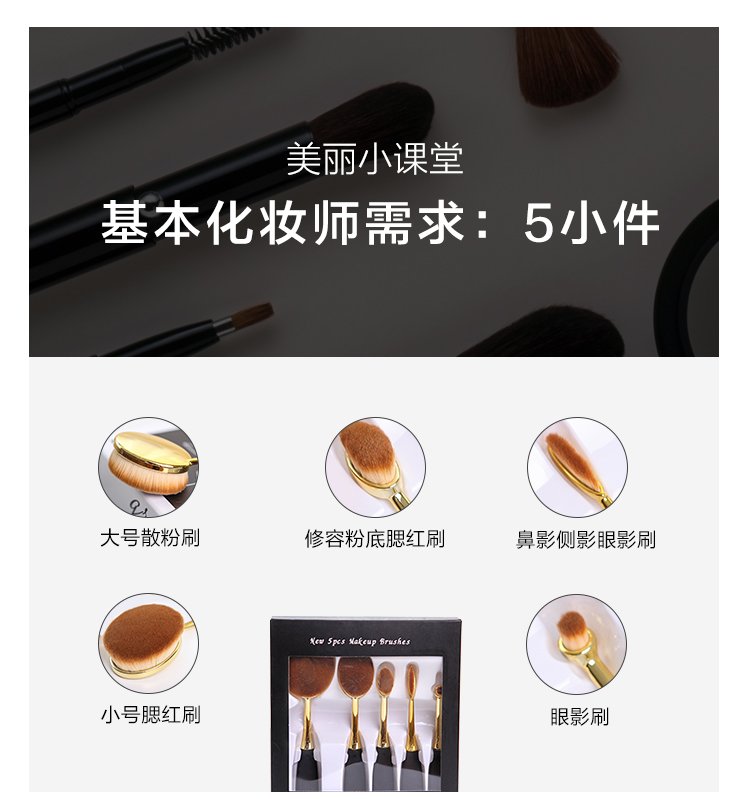 美丽小课堂
基本化妆师需求：5小件
大号散粉刷
修容粉底腮红刷
鼻影侧影眼影刷
小号腮红刷
New 5pcs Makeup Brushes
眼影刷